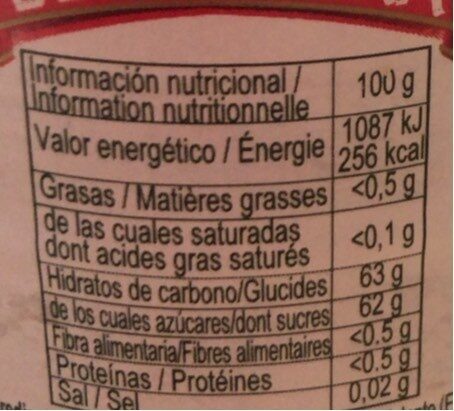 Información nutricional / 100 g
Information nutritionnelle
Valor energético / Énergie 1087 kJ
256 kcal
Grasas / Matières grasses <0,5 g
de las cuales saturadas <0,1 g
dont acides gras saturés
Hidratos de carbono/Glucides 63 g
de los cuales azúcares/dont sucres 62 g
Fibra alimentaria/Fibres alimentaires <0.5 g
Proteínas / Protéines <0.5 g
Sal / Sel 0,02 g